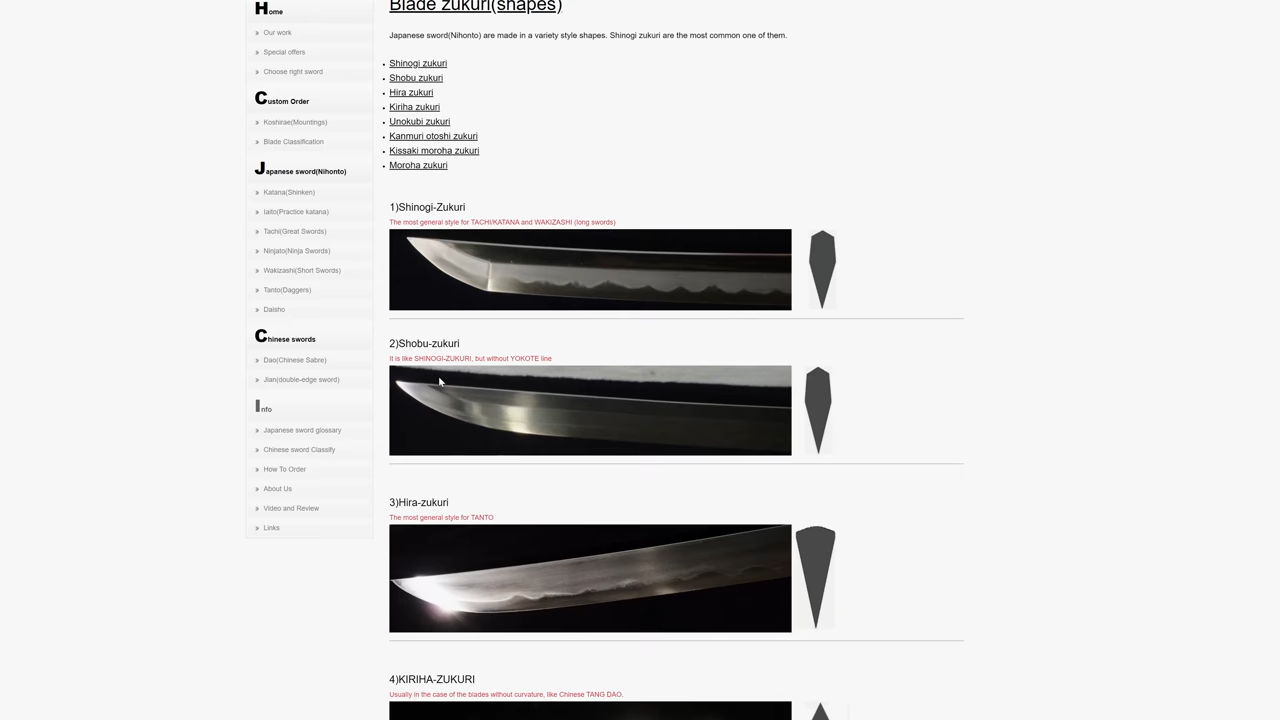 Home
» Our work
» Special offers
» Choose right sword
Custom Order
» Koshirae(Mountings)
» Blade Classification
Japanese sword(Nihonto)
» Katana(Shinken)
» Iaito(Practice katana)
» Tachi(Great Swords)
» Ninjato(Ninja Swords)
» Wakizashi(Short Swords)
» Tanto(Daggers)
» Daisho
Chinese swords
» Dao(Chinese Sabre)
» Jian(double-edge sword)
Info
» Japanese sword glossary
» Chinese sword Classify
» How To Order
» About Us
» Video and Review
» Links
Blade zukuri(shapes)
Japanese sword(Nihonto) are made in a variety style shapes. Shinogi zukuri are the most common one of them.
• Shinogi zukuri
• Shobu zukuri
• Hira zukuri
• Kiriha zukuri
• Unokubi zukuri
• Kanmuri otoshi zukuri
• Kissaki moroha zukuri
• Moroha zukuri
1)Shinogi-Zukuri
The most general style for TACHI/KATANA and WAKIZASHI (long swords)
2)Shobu-zukuri
It is like SHINOGI-ZUKURI, but without YOKOTE line
3)Hira-zukuri
The most general style for TANTO
4)KIRIHA-ZUKURI
Usually in the case of the blades without curvature, like Chinese TANG DAO.